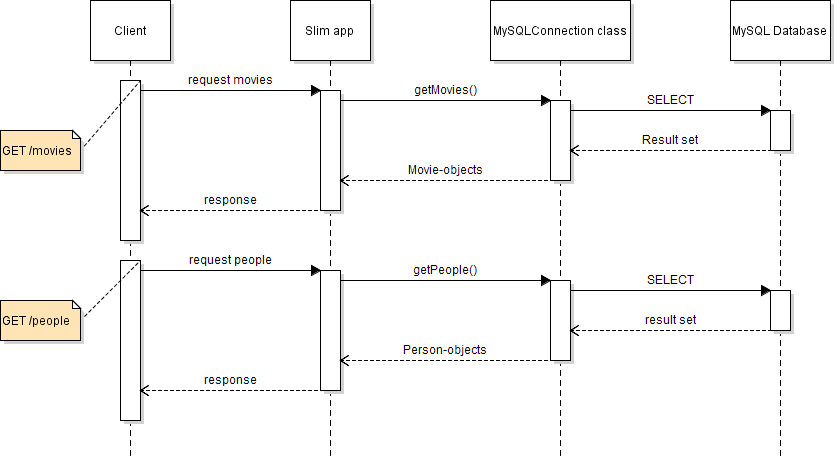 Client
Slim app
MySQLConnection class
MySQL Database
request movies
getMovies()
SELECT
GET /movies
Result set
Movie-objects
response
request people
getPeople()
SELECT
GET /people
result set
Person-objects
response